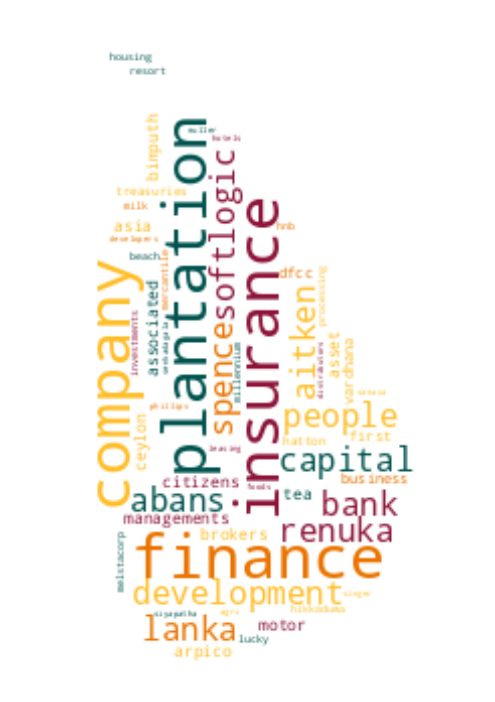 housing
resort
muller
hotels
bimputh
plantation
softlogic
treasuries
milk
asia
developers
insurance
hnb
beach
mercantile
company
investments
associated
dfcc
processing
spence
millennium
aitken
distributors
asset
vardhana
phillips
ceylon
people
first
hatton
leasing
capital
citizens
foods
business
abans
tea
bank
managements
renuka
brokers
melstacorp
finance
development
singer
siyapatha
agri
hikkaduwa
lanka
motor
lucky
arpico